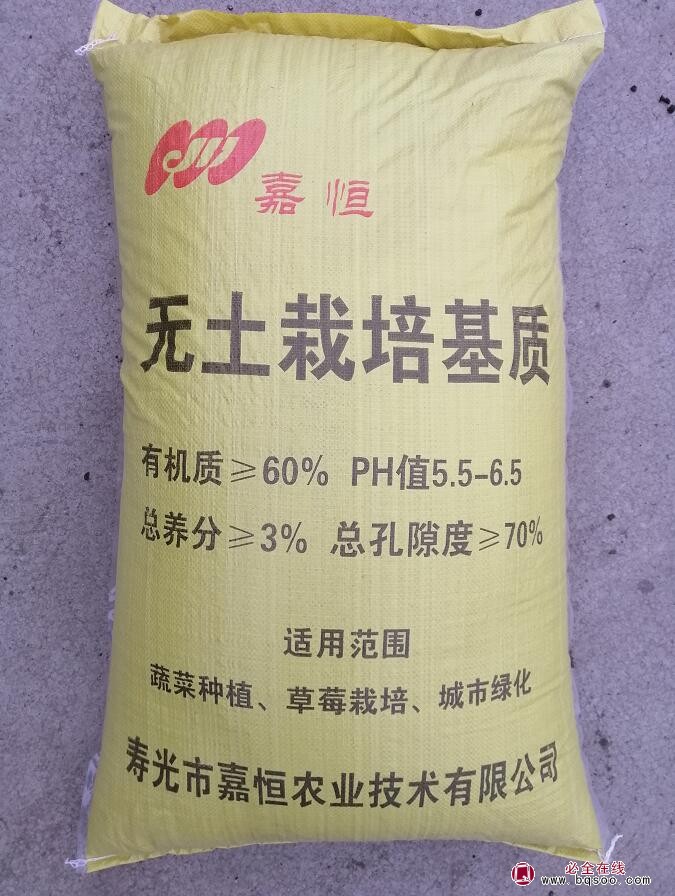 嘉恒
无土栽培基质
有机质≥60% PH值5.5-6.5
总养分≥3% 总孔隙度≥70%
适用范围
蔬菜种植、草莓栽培、城市绿化
寿光市嘉恒农业技术有限公司
必全在线
www.bqsoo.com